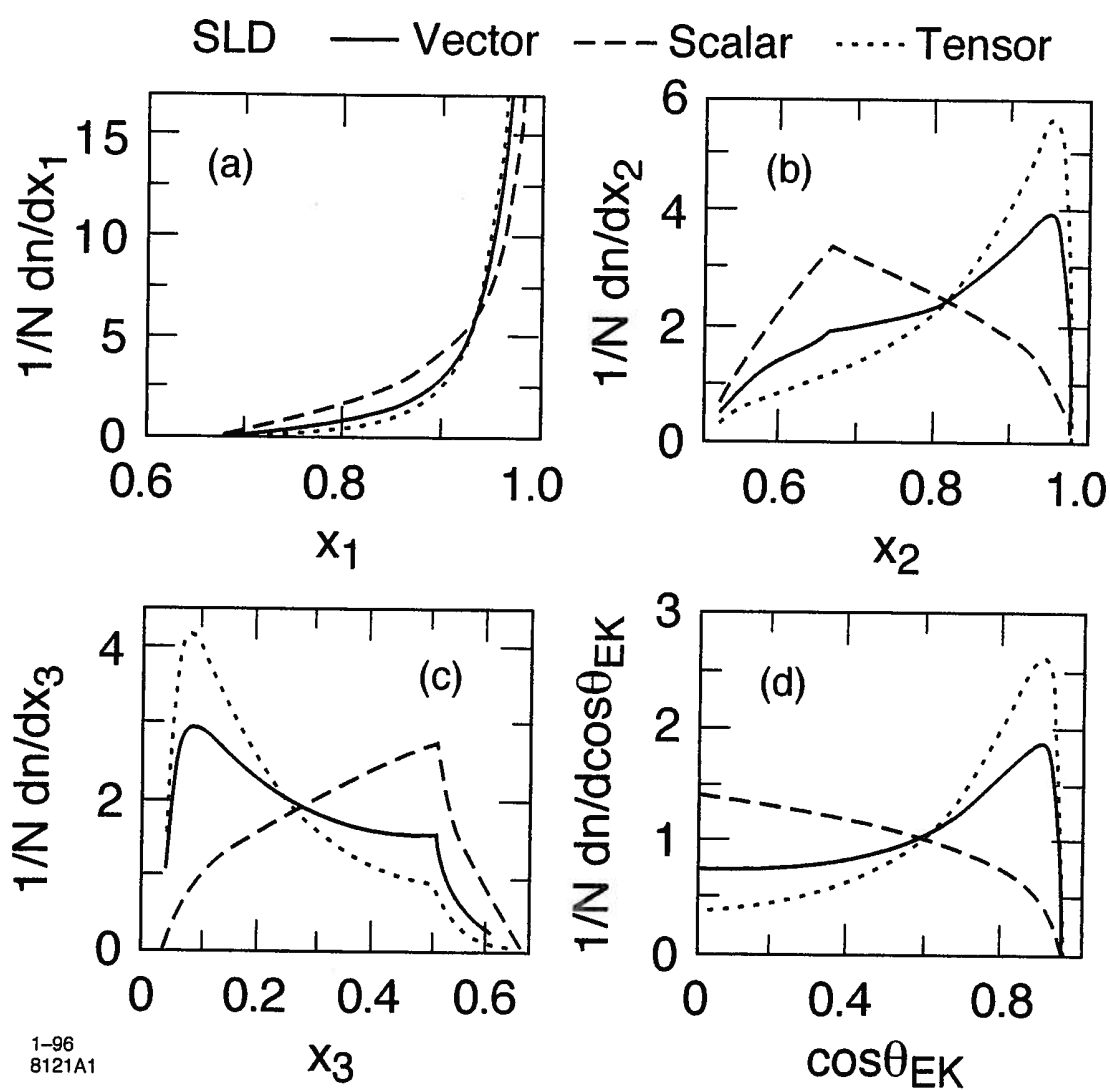 SLD Vector Scalar Tensor
(a)
1/N dn/dx1
15
10
5
0
0.6 0.8 1.0
x1
(b)
1/N dn/dx2
6
4
2
0
0.6 0.8 1.0
x2
(c)
1/N dn/dx3
4
2
0
0 0.2 0.4 0.6
x3
(d)
1/N dn/dcosθEK
3
2
1
0
0 0.4 0.8
cosθEK
1–96
8121A1